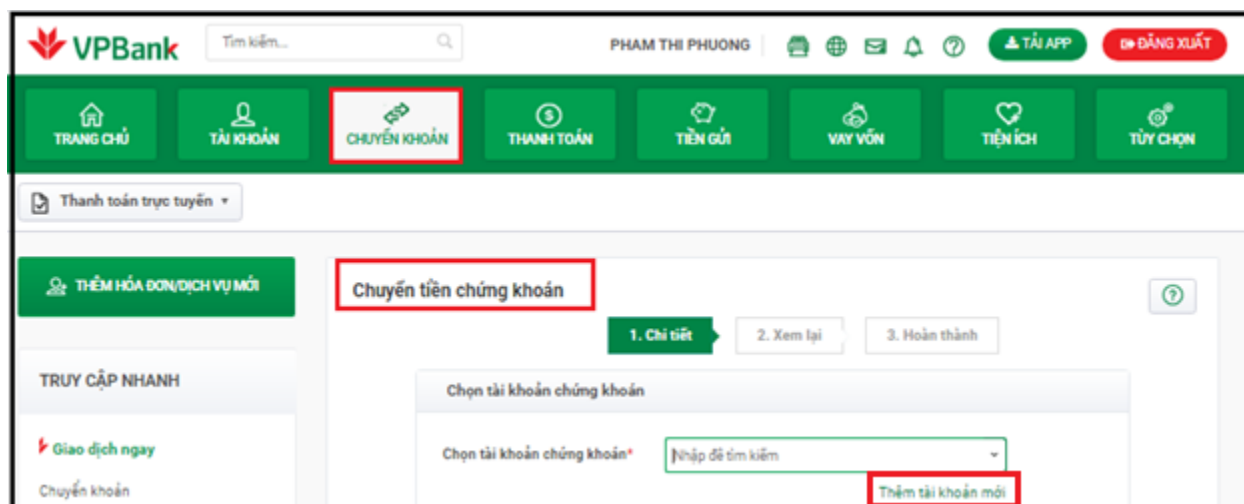 VPBank
Tìm kiếm...
PHAM THI PHUONG
TẢI APP
ĐĂNG XUẤT
TRANG CHỦ
TÀI KHOẢN
CHUYỂN KHOẢN
THANH TOÁN
TIỀN GỬI
VAY VỐN
TIỆN ÍCH
TÙY CHỌN
Thanh toán trực tuyến
THÊM HÓA ĐƠN/DỊCH VỤ MỚI
Chuyển tiền chứng khoán
1. Chi tiết
2. Xem lại
3. Hoàn thành
TRUY CẬP NHANH
Chọn tài khoản chứng khoán
Giao dịch ngay
Chọn tài khoản chứng khoán*
Nhập để tìm kiếm
Chuyển khoản
Thêm tài khoản mới